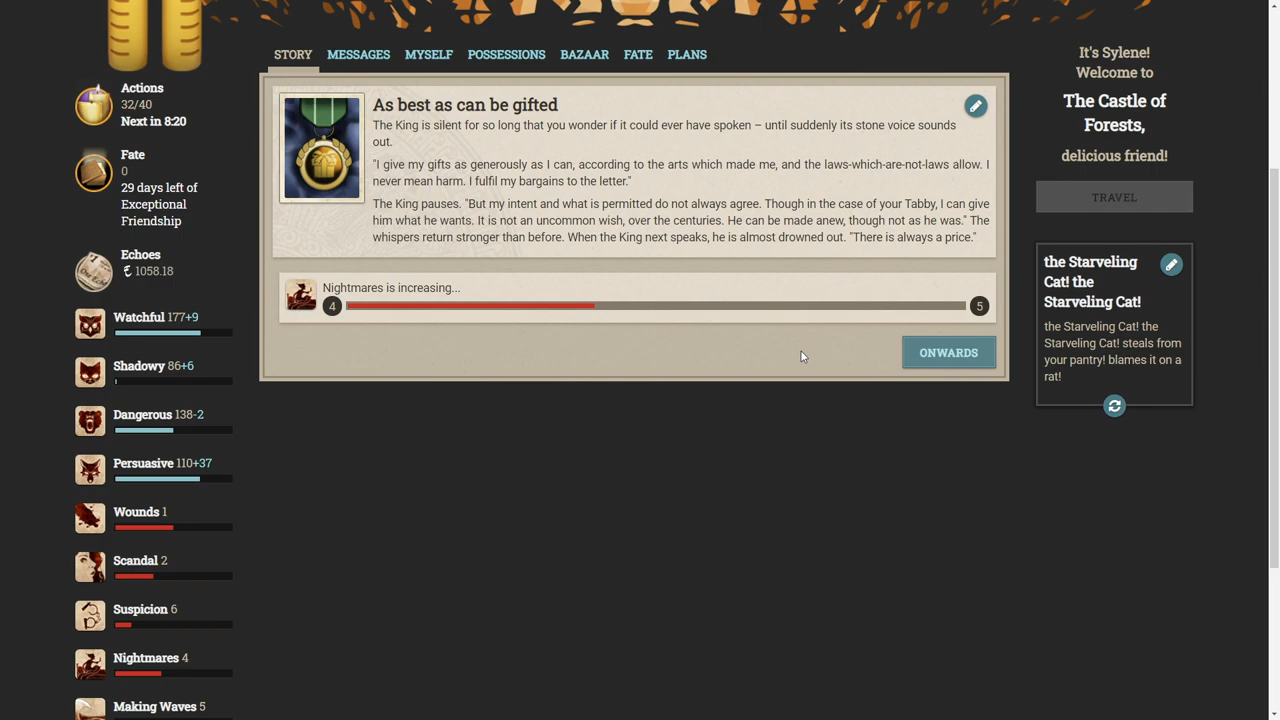 STORY MESSAGES MYSELF POSSESSIONS BAZAAR FATE PLANS
Actions
32/40
Next in 8:20
Fate
0
29 days left of
Exceptional
Friendship
Echoes
1058.18
Watchful 177+9
Shadowy 86+6
Dangerous 138-2
Persuasive 110+37
Wounds 1
Scandal 2
Suspicion 6
Nightmares 4
Making Waves 5
As best as can be gifted
The King is silent for so long that you wonder if it could ever have spoken – until suddenly its stone voice sounds
out.
"I give my gifts as generously as I can, according to the arts which made me, and the laws-which-are-not-laws allow. I
never mean harm. I fulfil my bargains to the letter."
The King pauses. "But my intent and what is permitted do not always agree. Though in the case of your Tabby, I can give
him what he wants. It is not an uncommon wish, over the centuries. He can be made anew, though not as he was." The
whispers return stronger than before. When the King next speaks, he is almost drowned out. "There is always a price."
Nightmares is increasing...
4 5
ONWARDS
It's Sylene!
Welcome to
The Castle of
Forests,
delicious friend!
TRAVEL
the Starveling
Cat! the
Starveling Cat!
the Starveling Cat! the
Starveling Cat! steals from
your pantry! blames it on a
rat!